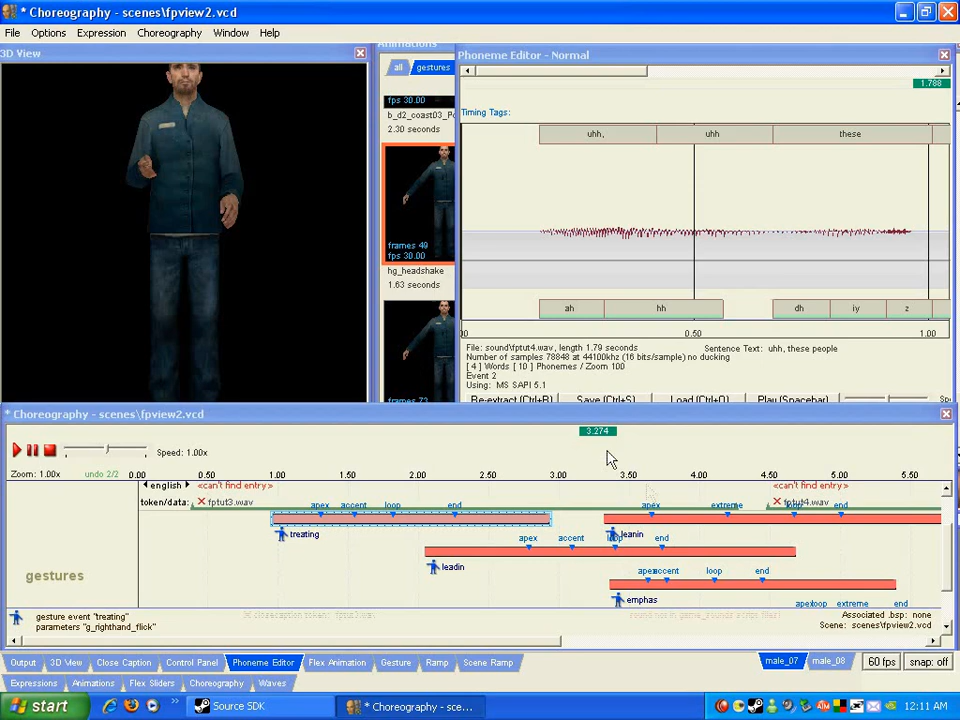 * Choreography - scenes\fpview2.vcd
File Options Expression Choreography Window Help
3D View
Animations
all gestures
fps 30.00
b_d2_coast03_Po
2.30 seconds
frames 49
fps 30.00
hg_headshake
1.63 seconds
frames 73
Phoneme Editor - Normal
1.788
Timing Tags:
uhh, uhh these
ah hh dh iy z
0.50 1.00
File: sound\fptut4.wav, length 1.79 seconds Sentence Text: uhh, these people
Number of samples 78848 at 44100khz (16 bits/sample) no ducking
[ 4 ] Words [ 10 ] Phonemes / Zoom 100
Event 2
Using: MS SAPI 5.1
Re-extract (Ctrl+R) Save (Ctrl+S) Load (Ctrl+O) Play (Spacebar)
* Choreography - scenes\fpview2.vcd
3.274
Speed: 1.00x
Zoom: 1.00x undo 2/2 0.00 0.50 1.00 1.50 2.00 2.50 3.00 3.50 4.00 4.50 5.00 5.50
english <can't find entry> <can't find entry>
token/data: fptut3.wav fptut4.wav
apex accent loop end apex extreme loop end
treating leanin
apex accent loop end
leadin
gestures
apex accent loop end
emphas
apex loop extreme end
gesture event "treating" Associated .bsp: none
parameters "g_righthand_flick" Scene: scenes\fpview2.vcd
Output 3D View Close Caption Control Panel Phoneme Editor Flex Animation Gesture Ramp Scene Ramp male_07 male_08 60 fps snap: off
Expressions Animations Flex Sliders Choreography Waves
start Source SDK * Choreography - sce... 12:11 AM